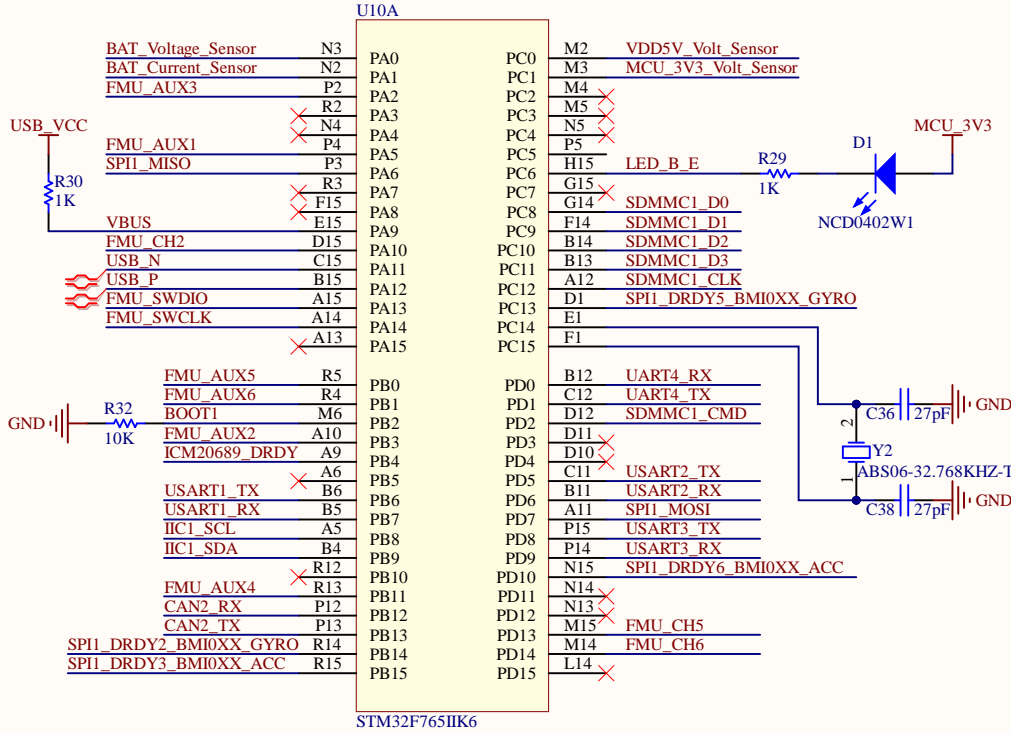 U10A
BAT_Voltage_Sensor N3 PA0 PC0 M2 VDD5V_Volt_Sensor
BAT_Current_Sensor N2 PA1 PC1 M3 MCU_3V3_Volt_Sensor
FMU_AUX3 P2 PA2 PC2 M4
R2 PA3 PC3 M5
USB_VCC N4 PA4 PC4 N5 MCU_3V3
FMU_AUX1 P4 PA5 PC5 P5 D1
SPI1_MISO P3 PA6 PC6 H15 LED_B_E R29
R30 R3 PA7 PC7 G15 1K
1K F15 PA8 PC8 G14 SDMMC1_D0
VBUS E15 PA9 PC9 F14 SDMMC1_D1 NCD0402W1
FMU_CH2 D15 PA10 PC10 B14 SDMMC1_D2
USB_N C15 PA11 PC11 B13 SDMMC1_D3
USB_P B15 PA12 PC12 A12 SDMMC1_CLK
FMU_SWDIO A15 PA13 PC13 D1 SPI1_DRDY5_BMI0XX_GYRO
FMU_SWCLK A14 PA14 PC14 E1
A13 PA15 PC15 F1
FMU_AUX5 R5 PB0 PD0 B12 UART4_RX
FMU_AUX6 R4 PB1 PD1 C12 UART4_TX
GND R32 BOOT1 M6 PB2 PD2 D12 SDMMC1_CMD C36 27pF GND
10K FMU_AUX2 A10 PB3 PD3 D11 2
ICM20689_DRDY A9 PB4 PD4 D10 Y2
A6 PB5 PD5 C11 USART2_TX 1 ABS06-32.768KHZ-T
USART1_TX B6 PB6 PD6 B11 USART2_RX GND
USART1_RX B5 PB7 PD7 A11 SPI1_MOSI C38 27pF
IIC1_SCL A5 PB8 PD8 P15 USART3_TX
IIC1_SDA B4 PB9 PD9 P14 USART3_RX
R12 PB10 PD10 N15 SPI1_DRDY6_BMI0XX_ACC
FMU_AUX4 R13 PB11 PD11 N14
CAN2_RX P12 PB12 PD12 N13
CAN2_TX P13 PB13 PD13 M15 FMU_CH5
SPI1_DRDY2_BMI0XX_GYRO R14 PB14 PD14 M14 FMU_CH6
SPI1_DRDY3_BMI0XX_ACC R15 PB15 PD15 L14
STM32F765IIK6